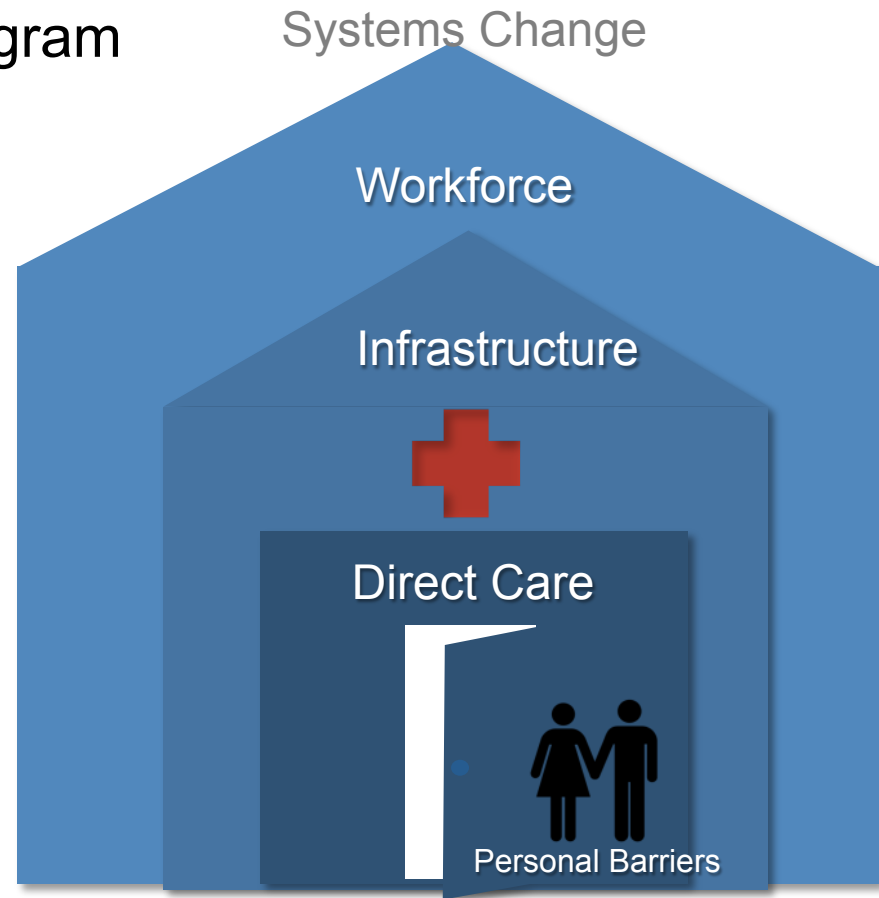 gram
Systems Change
Workforce
Infrastructure
Direct Care
Personal Barriers